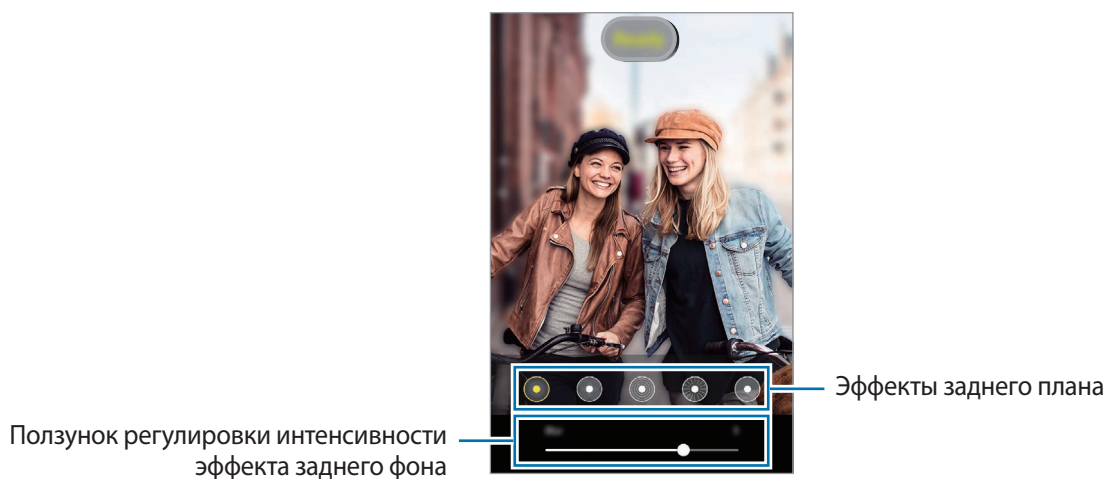 Эффекты заднего плана
Ползунок регулировки интенсивности
эффекта заднего фона